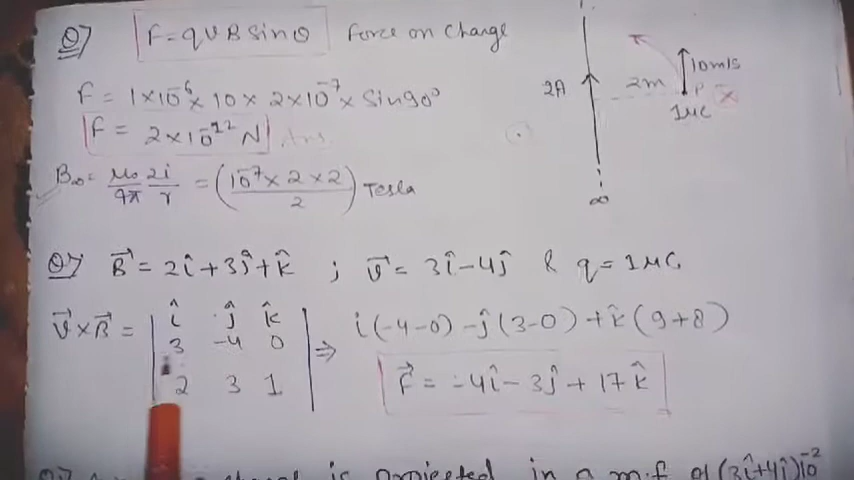 Q7 F = qVB sinθ Force on Charge
F = 1×10⁻⁶ × 10 × 2×10⁻⁷ × Sin90°
F = 2×10⁻¹² N Ans
B∞ = μ₀/4π 2i/r = (10⁻⁷ × 2 × 2 / 2) Tesla
2A 2m 10m/s
P ×
1μC
∞
Q7 B⃗ = 2î + 3ĵ + k̂ ; v⃗ = 3î − 4ĵ & q = 1μC
v⃗ × B⃗ = | î ĵ k̂ | ⇒ i(−4−0) − ĵ(3−0) + k̂(9+8)
3 −4 0
2 3 1
F⃗ = −4î − 3ĵ + 17k̂
is projected in a m.f of (3î+4ĵ)10⁻²